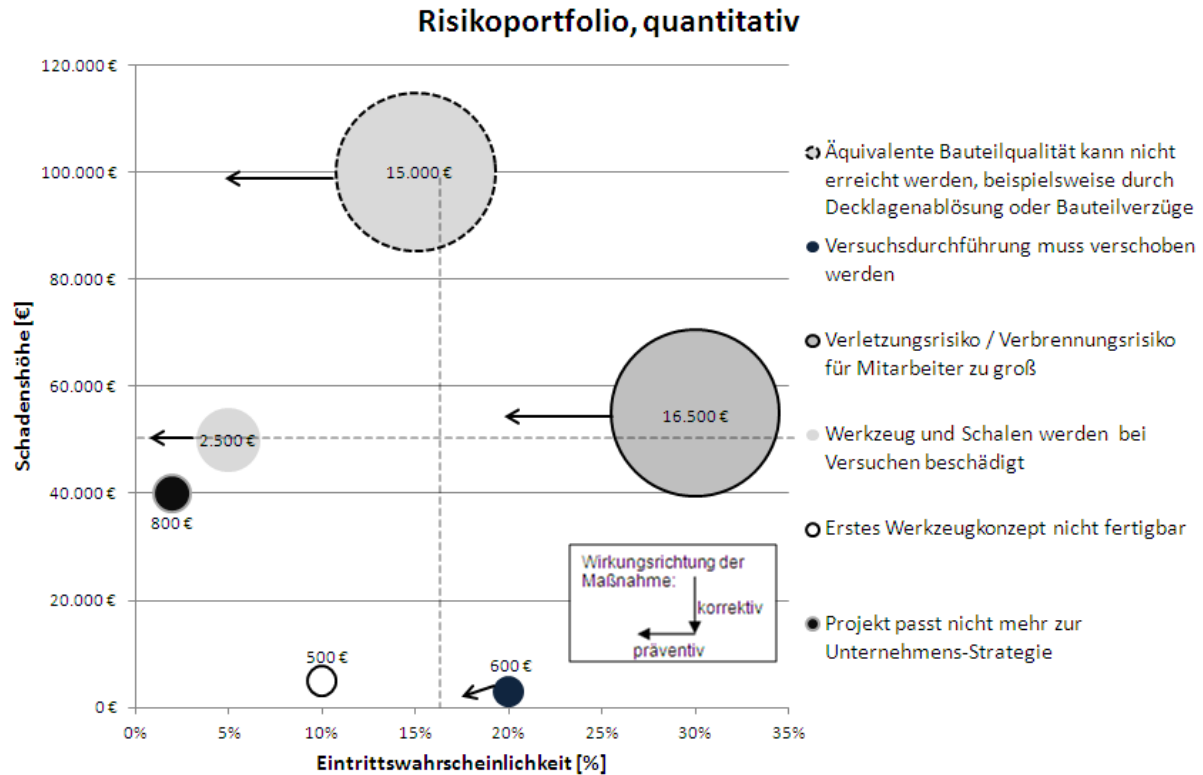 Risikoportfolio, quantitativ
120.000 €
100.000 €
80.000 €
60.000 €
40.000 €
20.000 €
0 €
Schadenshöhe [€]
15.000 €
16.500 €
2.500 €
800 €
500 €
600 €
Wirkungsrichtung der
Maßnahme:
korrektiv
präventiv
0%
5%
10%
15%
20%
25%
30%
35%
Eintrittswahrscheinlichkeit [%]
Äquivalente Bauteilqualität kann nicht
erreicht werden, beispielsweise durch
Decklagenablösung oder Bauteilverzüge
Versuchsdurchführung muss verschoben
werden
Verletzungsrisiko / Verbrennungsrisiko
für Mitarbeiter zu groß
Werkzeug und Schalen werden bei
Versuchen beschädigt
Erstes Werkzeugkonzept nicht fertigbar
Projekt passt nicht mehr zur
Unternehmens-Strategie